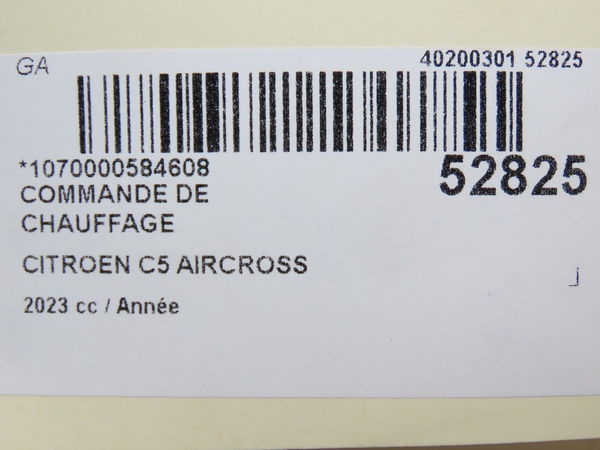 GA
40200301 52825
*1070000584608
52825
COMMANDE DE
CHAUFFAGE
CITROEN C5 AIRCROSS
2023 cc / Année